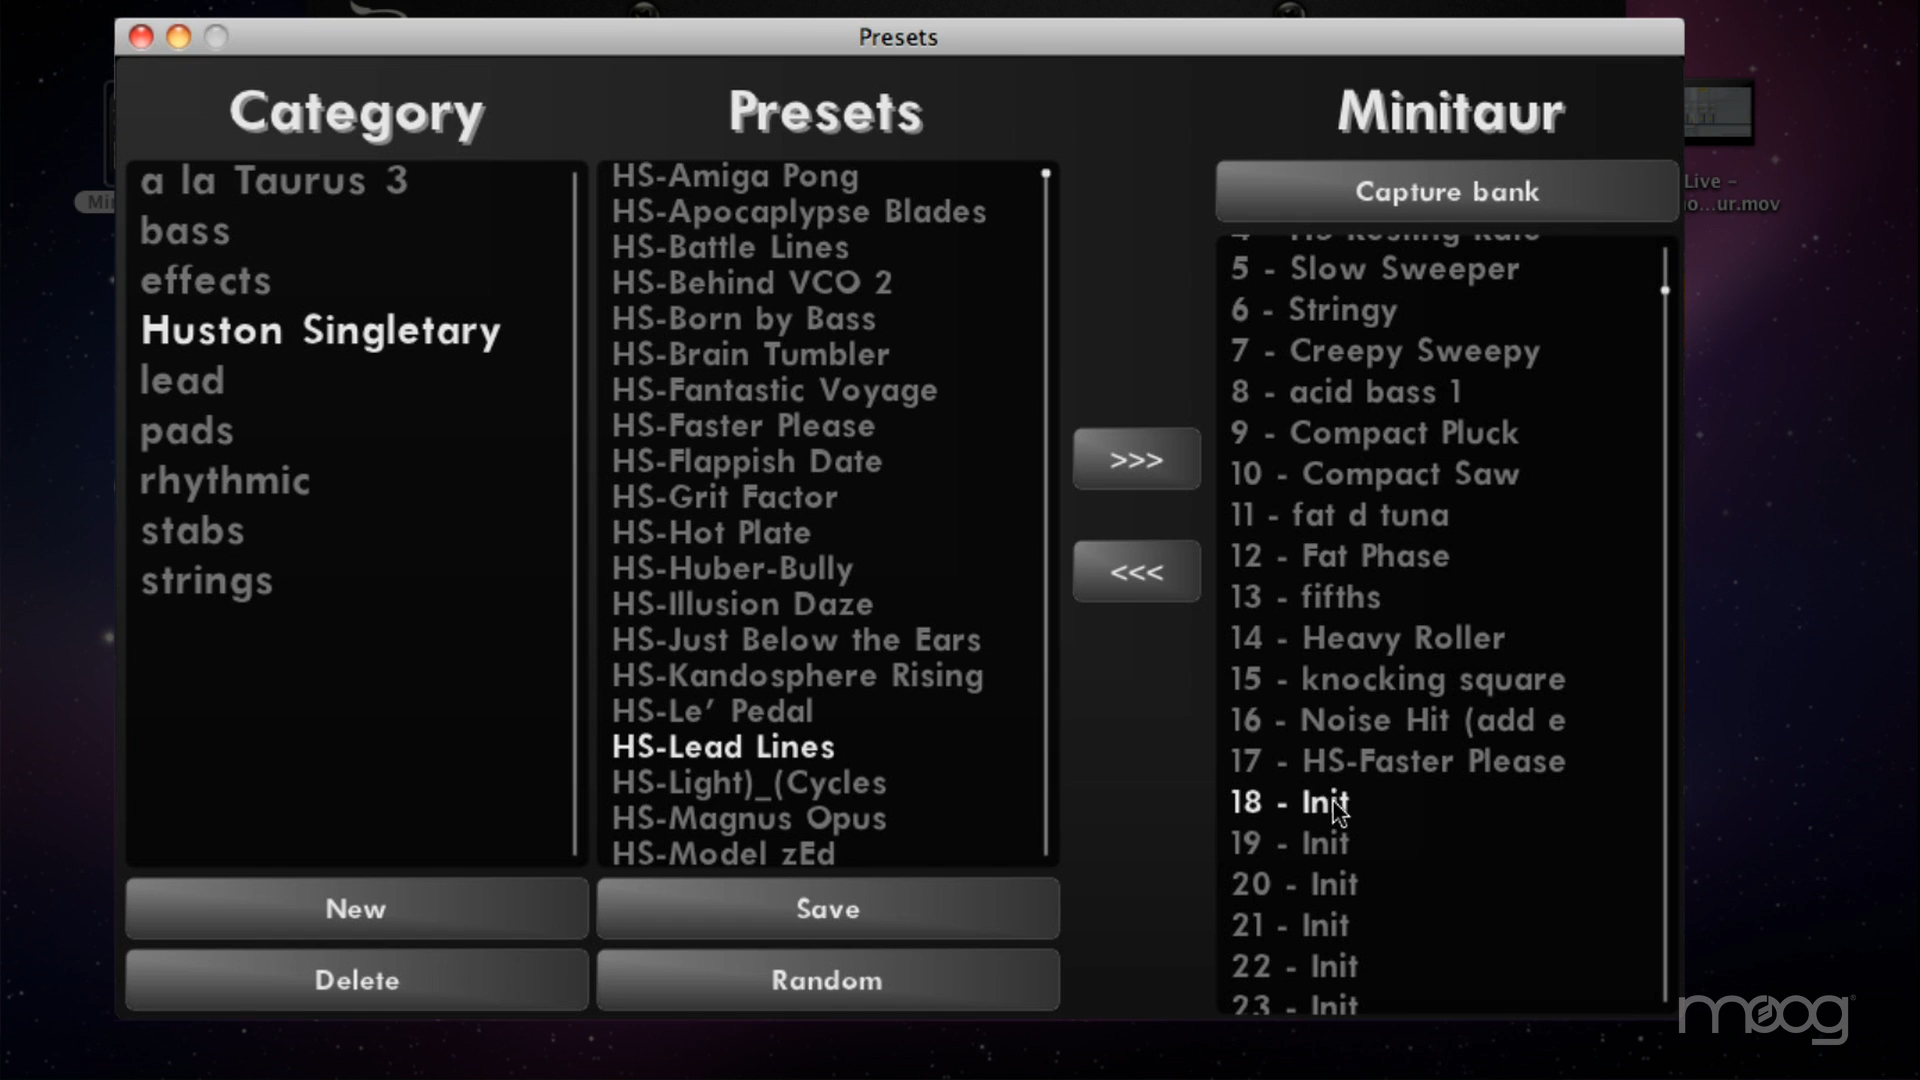 Presets
Category
a la Taurus 3
bass
effects
Huston Singletary
lead
pads
rhythmic
stabs
strings
New
Delete
Presets
HS-Amiga Pong
HS-Apocaplypse Blades
HS-Battle Lines
HS-Behind VCO 2
HS-Born by Bass
HS-Brain Tumbler
HS-Fantastic Voyage
HS-Faster Please
HS-Flappish Date
HS-Grit Factor
HS-Hot Plate
HS-Huber-Bully
HS-Illusion Daze
HS-Just Below the Ears
HS-Kandosphere Rising
HS-Le’ Pedal
HS-Lead Lines
HS-Light)_(Cycles
HS-Magnus Opus
HS-Model zEd
Save
Random
>>>
<<<
Minitaur
Capture bank
5 - Slow Sweeper
6 - Stringy
7 - Creepy Sweepy
8 - acid bass 1
9 - Compact Pluck
10 - Compact Saw
11 - fat d tuna
12 - Fat Phase
13 - fifths
14 - Heavy Roller
15 - knocking square
16 - Noise Hit (add e
17 - HS-Faster Please
18 - Init
19 - Init
20 - Init
21 - Init
22 - Init
23 - Init
Live -
...ur.mov
moog